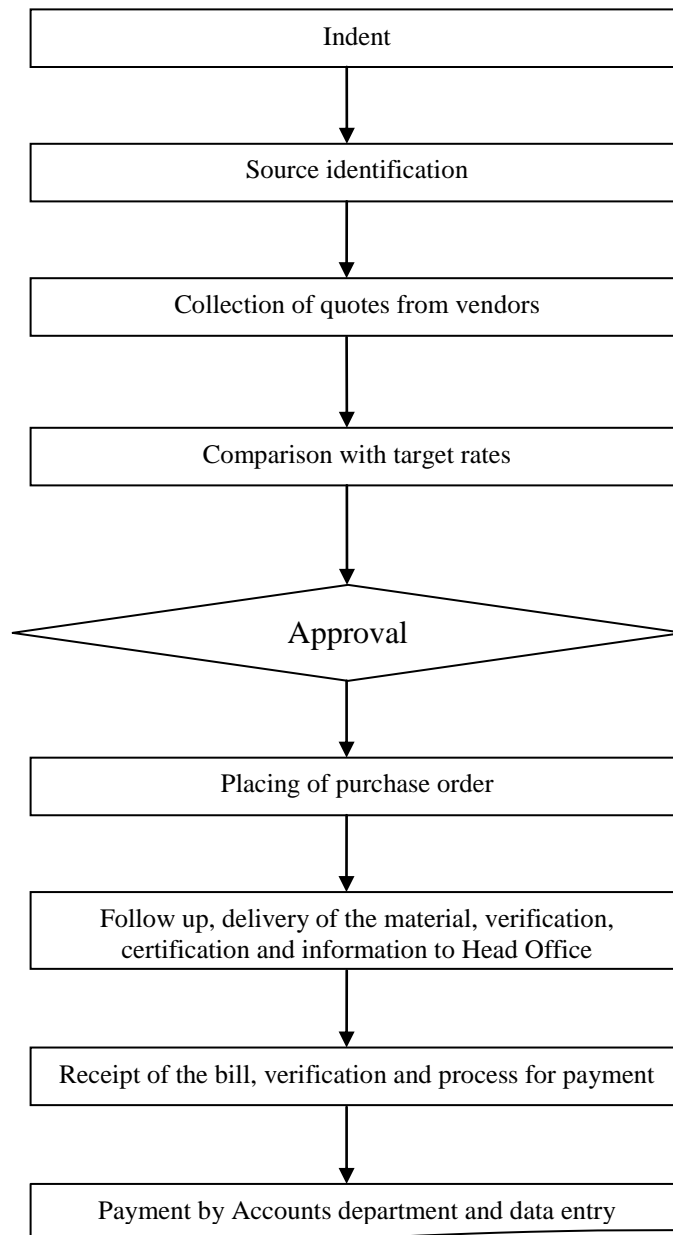 Indent
Source identification
Collection of quotes from vendors
Comparison with target rates
Approval
Placing of purchase order
Follow up, delivery of the material, verification,
certification and information to Head Office
Receipt of the bill, verification and process for payment
Payment by Accounts department and data entry